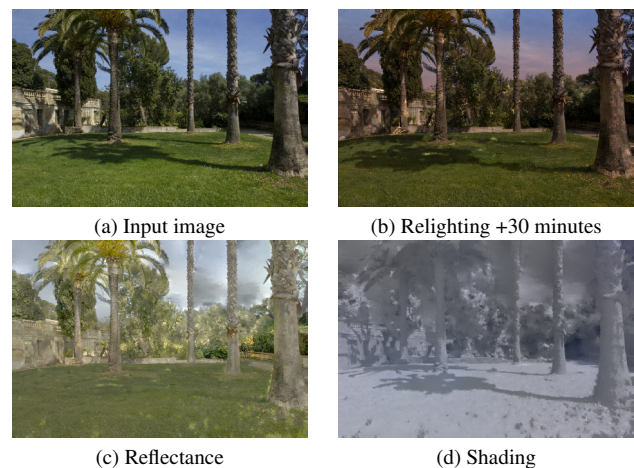 (a) Input image
(b) Relighting +30 minutes
(c) Reflectance
(d) Shading